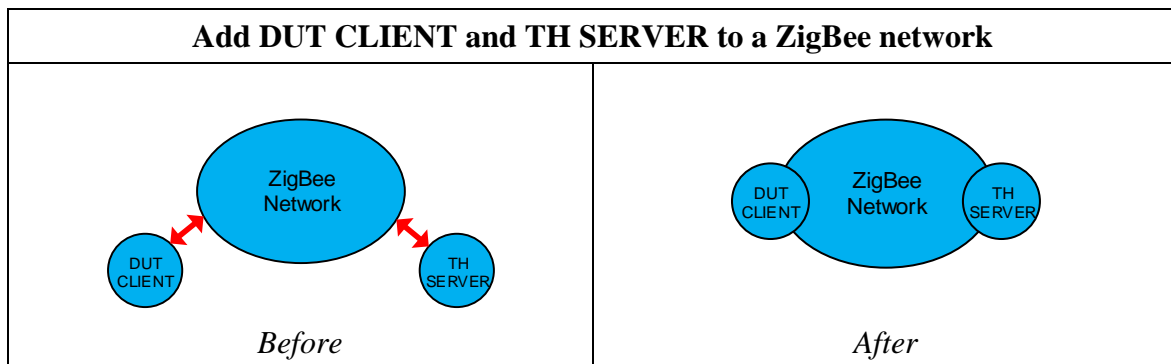 Add DUT CLIENT and TH SERVER to a ZigBee network
ZigBee
Network
DUT
CLIENT
TH
SERVER
Before
DUT
CLIENT
ZigBee
Network
TH
SERVER
After